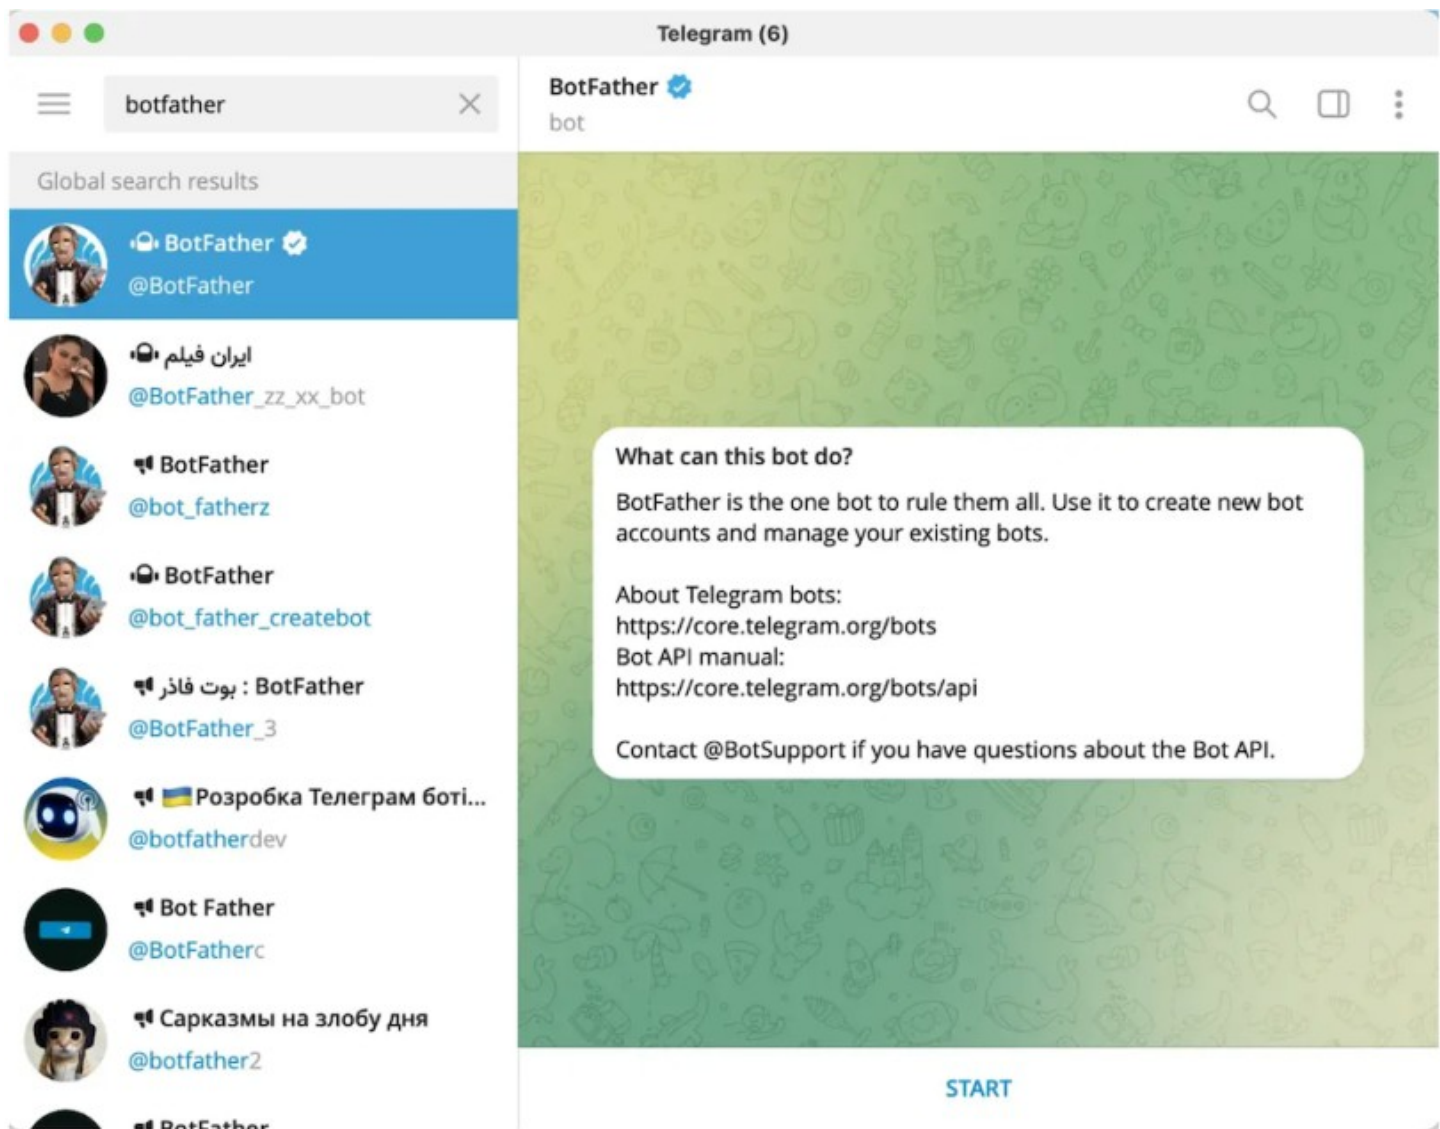 Telegram (6)
botfather
Global search results
BotFather
@BotFather
ایران فیلم
@BotFather_zz_xx_bot
BotFather
@bot_fatherz
BotFather
@bot_father_createbot
BotFather : بوت فاذر
@BotFather_3
Розробка Телеграм боті...
@botfatherdev
Bot Father
@BotFatherc
Сарказмы на злобу дня
@botfather2
BotFather
BotFather
bot
What can this bot do?
BotFather is the one bot to rule them all. Use it to create new bot
accounts and manage your existing bots.
About Telegram bots:
https://core.telegram.org/bots
Bot API manual:
https://core.telegram.org/bots/api
Contact @BotSupport if you have questions about the Bot API.
START